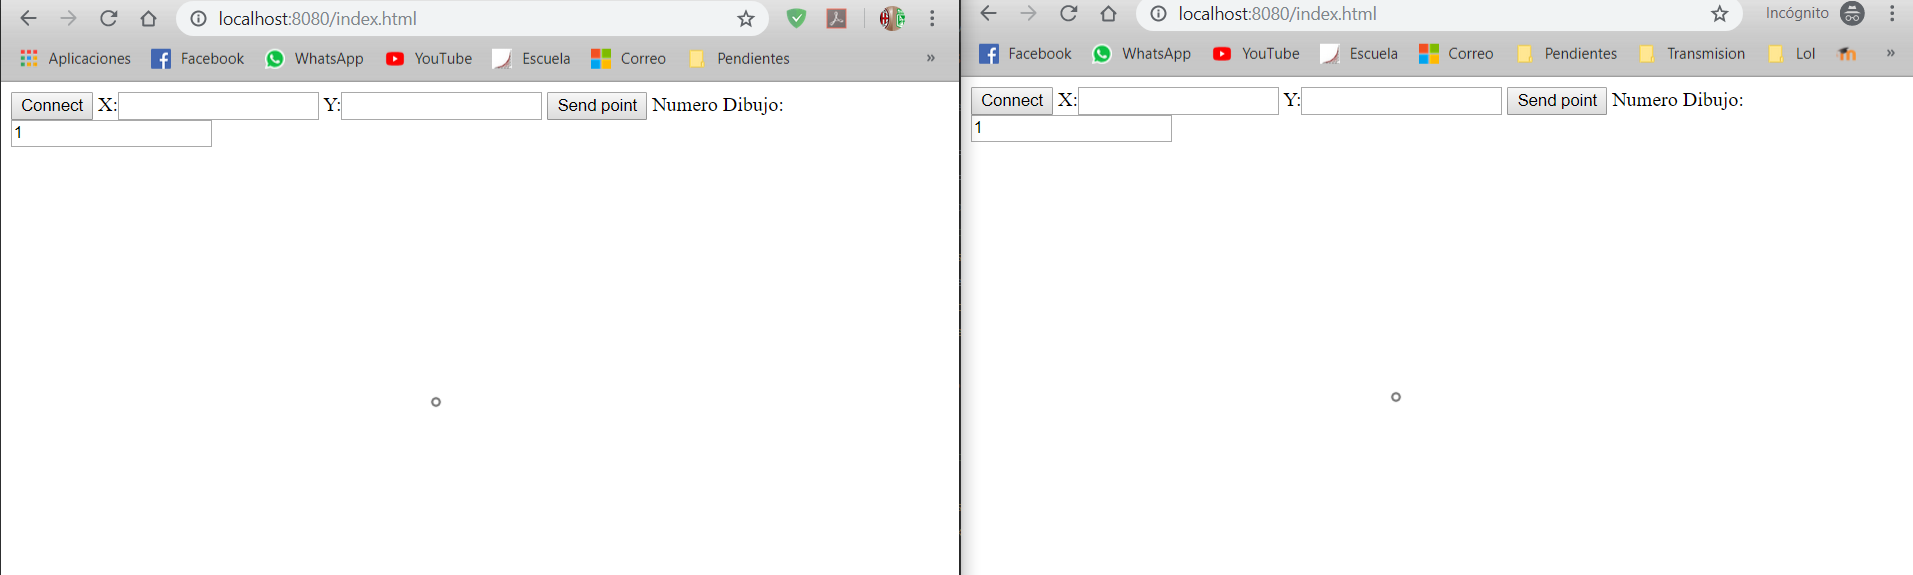 localhost:8080/index.html
Aplicaciones Facebook WhatsApp YouTube Escuela Correo Pendientes »
Connect X: Y: Send point Numero Dibujo:
1
localhost:8080/index.html Incógnito
Facebook WhatsApp YouTube Escuela Correo Pendientes Transmision Lol »
Connect X: Y: Send point Numero Dibujo:
1